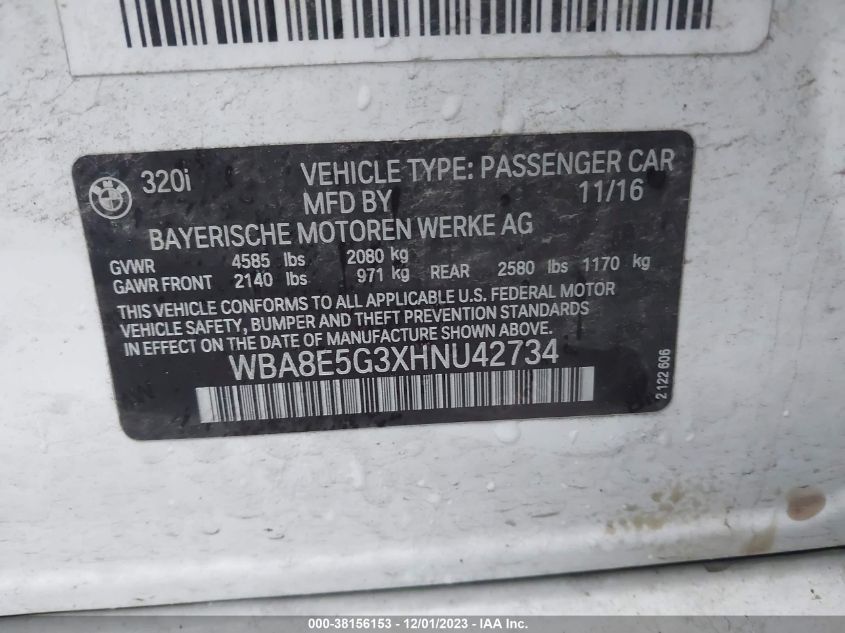 320i VEHICLE TYPE: PASSENGER CAR
MFD BY 11/16
BAYERISCHE MOTOREN WERKE AG
GVWR 4585 lbs 2080 kg
GAWR FRONT 2140 lbs 971 kg REAR 2580 lbs 1170 kg
THIS VEHICLE CONFORMS TO ALL APPLICABLE U.S. FEDERAL MOTOR
VEHICLE SAFETY, BUMPER AND THEFT PREVENTION STANDARDS
IN EFFECT ON THE DATE OF MANUFACTURE SHOWN ABOVE.
WBA8E5G3XHNU42734
2 122 606
000-38156153 - 12/01/2023 - IAA Inc.